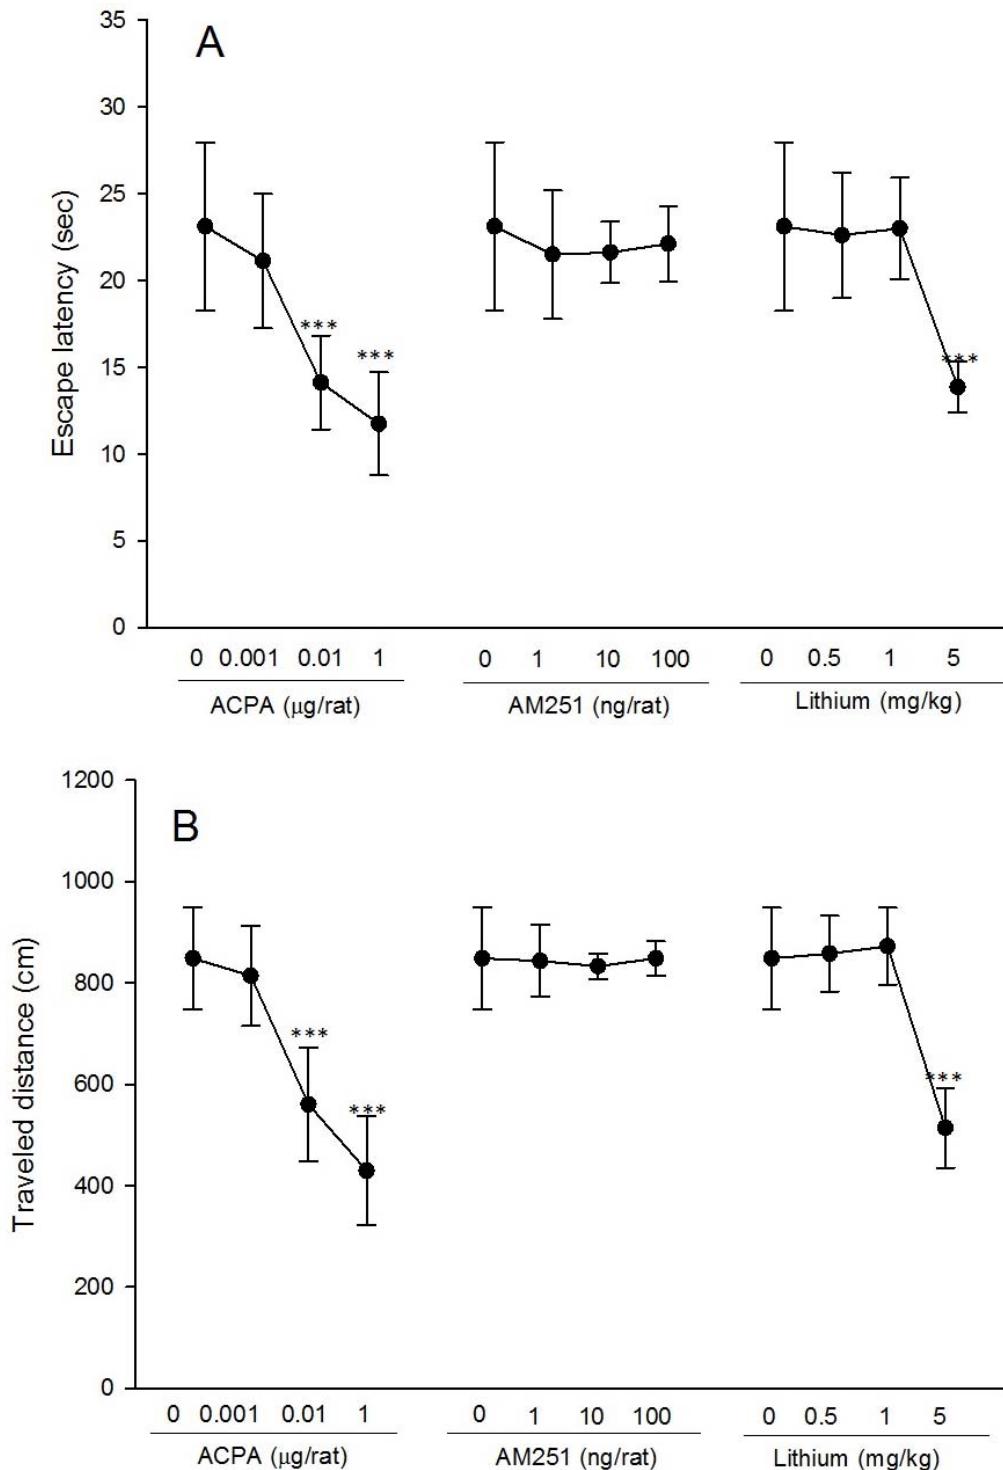 A
Escape latency (sec)
35
30
25
20
15
10
5
0
***
***
***
0 0.001 0.01 1
ACPA (μg/rat)
0 1 10 100
AM251 (ng/rat)
0 0.5 1 5
Lithium (mg/kg)
B
Traveled distance (cm)
1200
1000
800
600
400
200
0
***
***
***
0 0.001 0.01 1
ACPA (μg/rat)
0 1 10 100
AM251 (ng/rat)
0 0.5 1 5
Lithium (mg/kg)